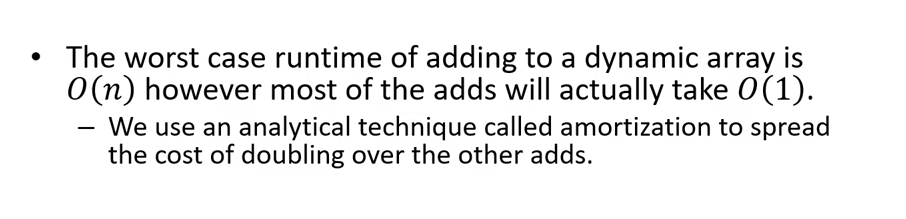 • The worst case runtime of adding to a dynamic array is
O(n) however most of the adds will actually take O(1).
– We use an analytical technique called amortization to spread
the cost of doubling over the other adds.